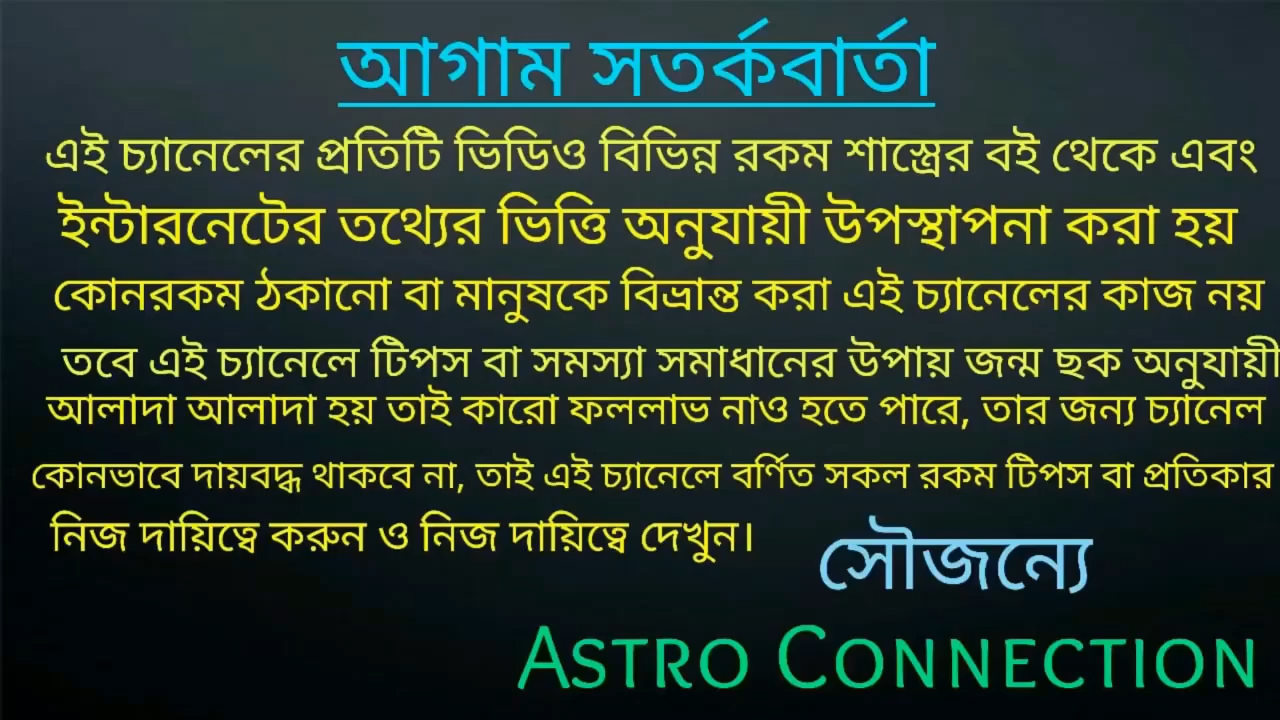 আগাম সতর্কবার্তা
এই চ্যানেলের প্রতিটি ভিডিও বিভিন্ন রকম শাস্ত্রের বই থেকে এবং
ইন্টারনেটের তথ্যের ভিত্তি অনুযায়ী উপস্থাপনা করা হয়
কোনরকম ঠকানো বা মানুষকে বিভ্রান্ত করা এই চ্যানেলের কাজ নয়
তবে এই চ্যানেলে টিপস বা সমস্যা সমাধানের উপায় জন্ম ছক অনুযায়ী
আলাদা আলাদা হয় তাই কারো ফললাভ নাও হতে পারে, তার জন্য চ্যানেল
কোনভাবে দায়বদ্ধ থাকবে না, তাই এই চ্যানেলে বর্ণিত সকল রকম টিপস বা প্রতিকার
নিজ দায়িত্বে করুন ও নিজ দায়িত্বে দেখুন।
সৌজন্যে
ASTRO CONNECTION